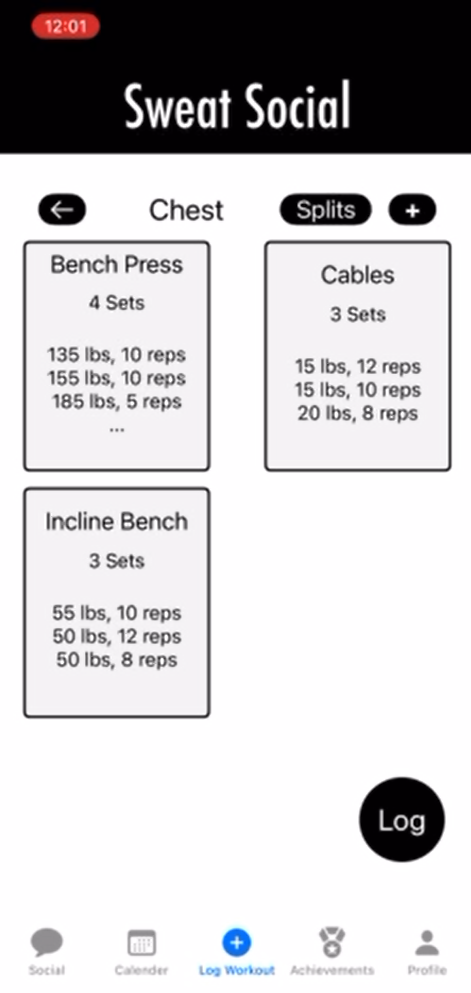 12:01
Sweat Social
← Chest Splits +
Bench Press
4 Sets
135 lbs, 10 reps
155 lbs, 10 reps
185 lbs, 5 reps
...
Cables
3 Sets
15 lbs, 12 reps
15 lbs, 10 reps
20 lbs, 8 reps
Incline Bench
3 Sets
55 lbs, 10 reps
50 lbs, 12 reps
50 lbs, 8 reps
Log
Social Calender Log Workout Achievements Profile